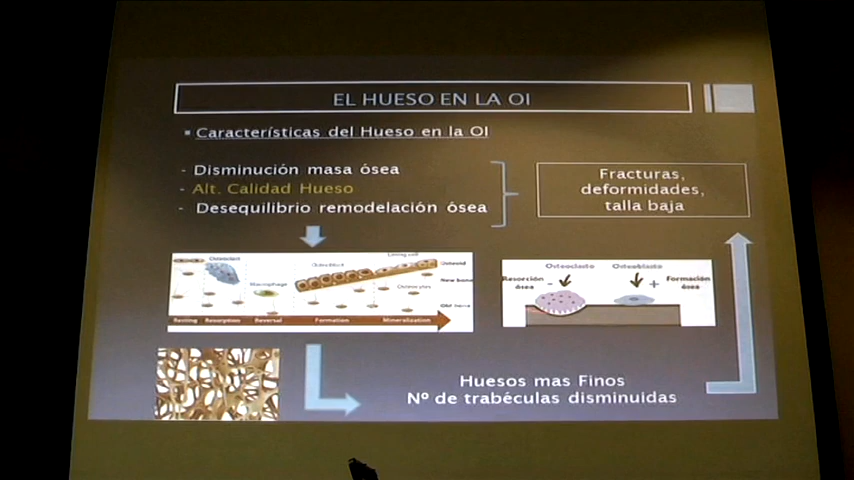 EL HUESO EN LA OI
▪ Características del Hueso en la OI
- Disminución masa ósea
- Alt. Calidad Hueso
- Desequilibrio remodelación ósea
Fracturas,
deformidades,
talla baja
Osteoclast
Macrophage
Osteoblast
Lining cell
Osteoid
New bone
Osteocytes
Old bone
Resting Resorption Reversal Formation Mineralization
Osteoclasto Osteoblasto
Resorción ósea - + Formación ósea
Huesos mas Finos
Nº de trabéculas disminuidas